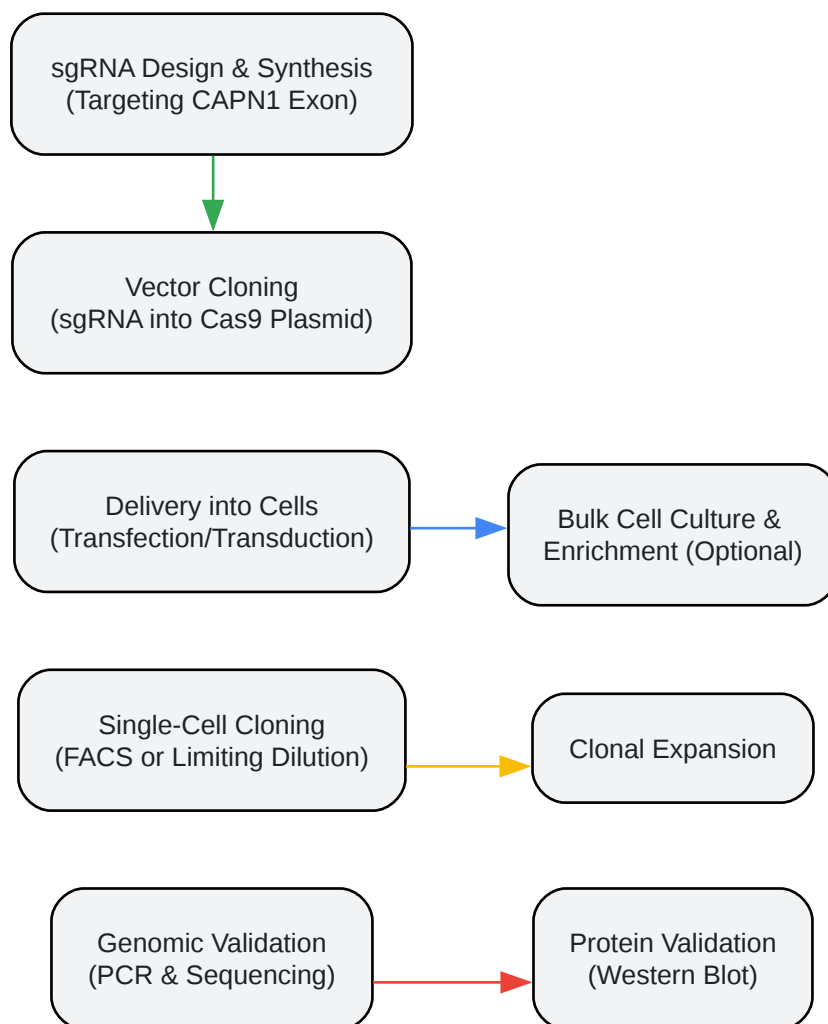 sgRNA Design & Synthesis
(Targeting CAPN1 Exon)
Vector Cloning
(sgRNA into Cas9 Plasmid)
Delivery into Cells
(Transfection/Transduction)
Bulk Cell Culture &
Enrichment (Optional)
Single-Cell Cloning
(FACS or Limiting Dilution)
Clonal Expansion
Genomic Validation
(PCR & Sequencing)
Protein Validation
(Western Blot)